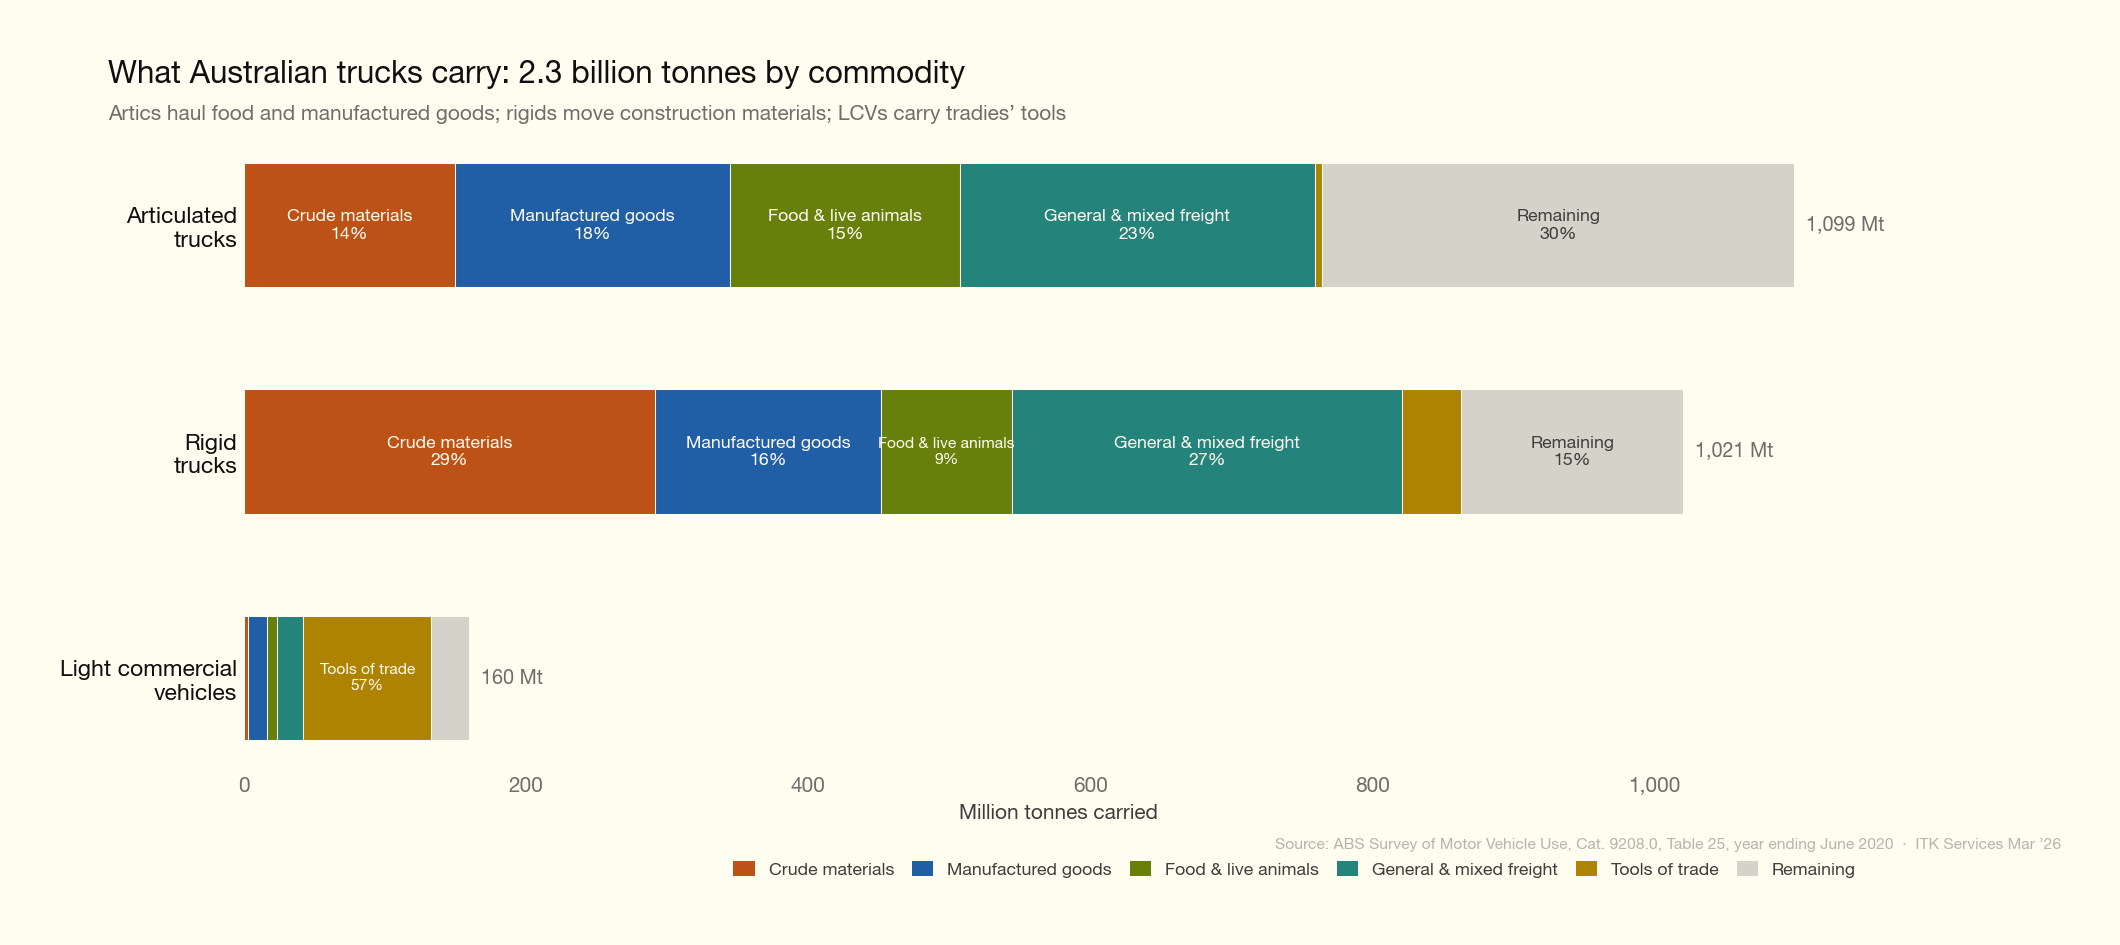 What Australian trucks carry: 2.3 billion tonnes by commodity
Artics haul food and manufactured goods; rigids move construction materials; LCVs carry tradies’ tools
Articulated
trucks
Crude materials
14%
Manufactured goods
18%
Food & live animals
15%
General & mixed freight
23%
Remaining
30%
1,099 Mt
Rigid
trucks
Crude materials
29%
Manufactured goods
16%
Food & live animals
9%
General & mixed freight
27%
Remaining
15%
1,021 Mt
Light commercial
vehicles
Tools of trade
57%
160 Mt
0 200 400 600 800 1,000
Million tonnes carried
Source: ABS Survey of Motor Vehicle Use, Cat. 9208.0, Table 25, year ending June 2020 · ITK Services Mar ’26
Crude materials Manufactured goods Food & live animals General & mixed freight Tools of trade Remaining